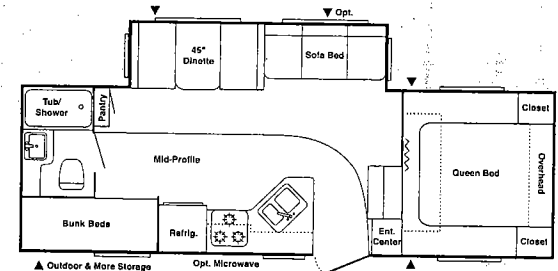 ▼ ▼ Opt.
45" Dinette
Sofa Bed
▼
Tub/
Shower
Pantry
Closet
Mid-Profile
Queen Bed
Overhead
Bunk Beds
Refrig.
Ent.
Center
Closet
▲ Outdoor & More Storage
Opt. Microwave
▲